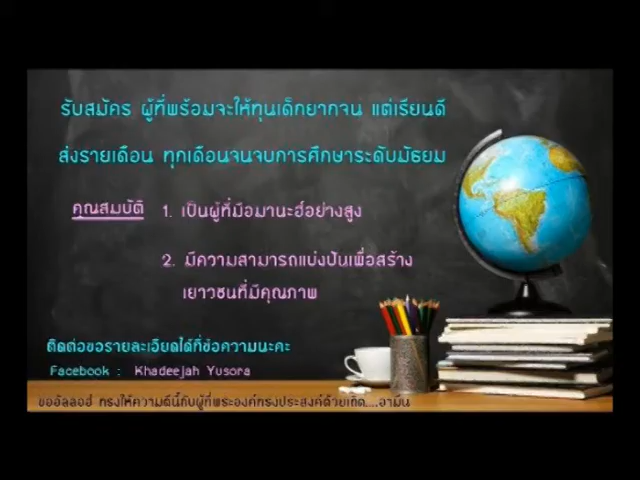 รับสมัคร ผู้ที่พร้อมจะให้ทุนเด็กยากจน แต่เรียนดี
ส่งรายเดือน ทุกเดือนจนจบการศึกษาระดับมัธยม
คุณสมบัติ 1. เป็นผู้ที่มีอมานะฮ์อย่างสูง
2. มีความสามารถแบ่งปันเพื่อสร้าง
เยาวชนที่มีคุณภาพ
ติดต่อขอรายละเอียดได้ที่ข้อความนะคะ
Facebook : Khadeejah Yusora
ขออัลลอฮ์ ทรงให้ความดีนี้กับผู้ที่พระองค์ทรงประสงค์ด้วยเถิด....อามีน